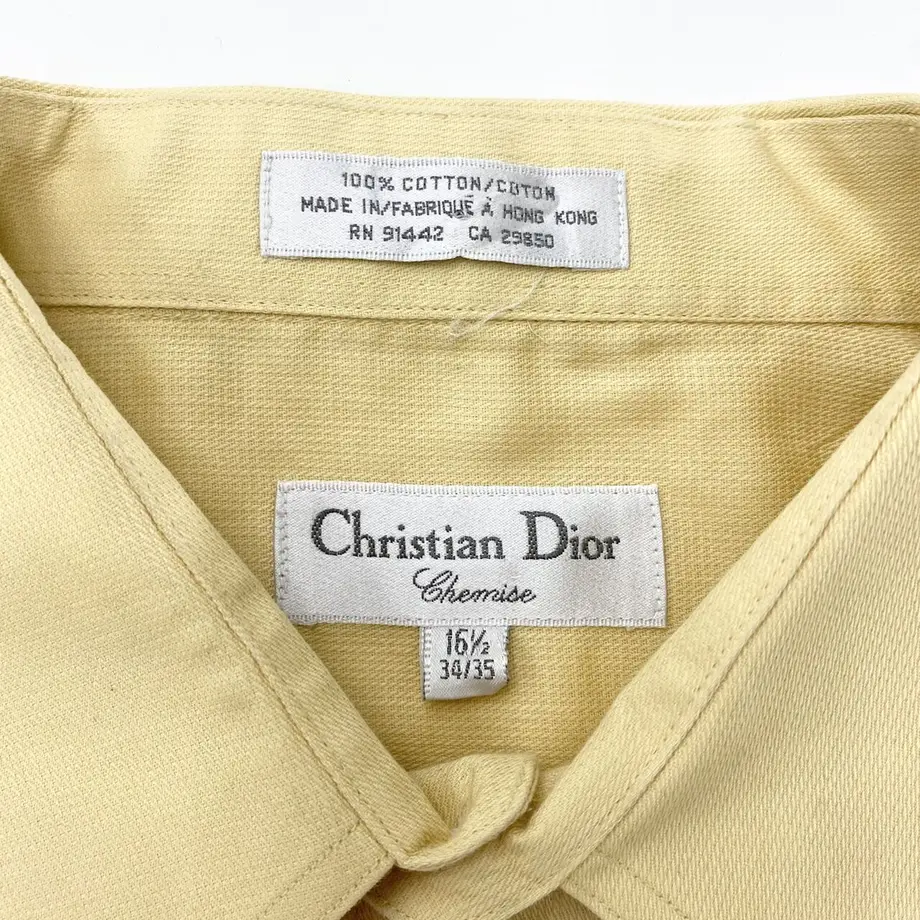 100% COTTON/COTON
MADE IN/FABRIQUÉ À HONG KONG
RN 91442 CA 29850
Christian Dior
Chemise
16½
34/35